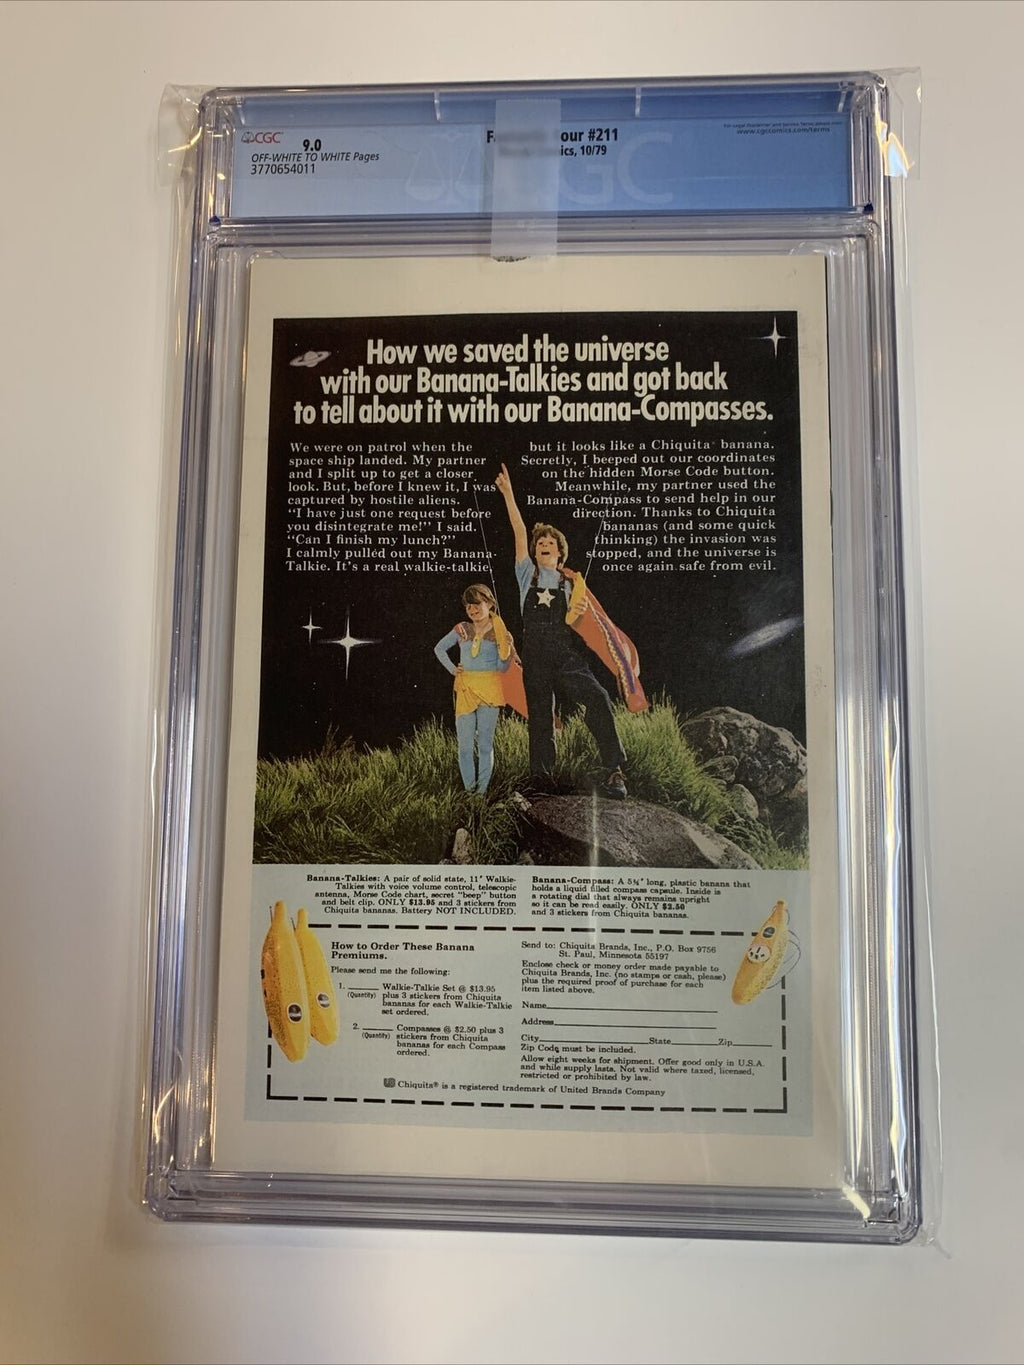 CGC
9.0
OFF-WHITE TO WHITE Pages
3770654011
our #211
ics, 10/79
www.cgccomics.com/terms
CGC
How we saved the universe
with our Banana-Talkies and got back
to tell about it with our Banana-Compasses.
We were on patrol when the
space ship landed. My partner
and I split up to get a closer
look. But, before I knew it, I was
captured by hostile aliens.
"I have just one request before
you disintegrate me!" I said.
"Can I finish my lunch?"
I calmly pulled out my Banana-
Talkie. It's a real walkie-talkie,
but it looks like a Chiquita® banana.
Secretly, I beeped out our coordinates
on the hidden Morse Code button.
Meanwhile, my partner used the
Banana-Compass to send help in our
direction. Thanks to Chiquita
bananas (and some quick
thinking) the invasion was
stopped, and the universe is
once again safe from evil.
Banana-Talkies: A pair of solid state, 11" Walkie-
Talkies with voice volume control, telescopic
antenna, Morse Code chart, secret "beep" button
and belt clip. ONLY $13.95 and 3 stickers from
Chiquita bananas. Battery NOT INCLUDED.
Banana-Compass: A 5¾" long, plastic banana that
holds a liquid filled compass capsule. Inside is
a rotating dial that always remains upright
so it can be read easily. ONLY $2.50
and 3 stickers from Chiquita bananas.
How to Order These Banana
Premiums.
Please send me the following:
1. ______ Walkie-Talkie Set @ $13.95
(Quantity) plus 3 stickers from Chiquita
bananas for each Walkie-Talkie
set ordered.
2. ______ Compasses @ $2.50 plus 3
(Quantity) stickers from Chiquita
bananas for each Compass
ordered.
Send to: Chiquita Brands, Inc., P.O. Box 9756
St. Paul, Minnesota 55197
Enclose check or money order made payable to
Chiquita Brands, Inc. (no stamps or cash, please)
plus the required proof of purchase for each
item listed above.
Name
Address
City State Zip
Zip Code must be included.
Allow eight weeks for shipment. Offer good only in U.S.A.
and while supply lasts. Not valid where taxed, licensed,
restricted or prohibited by law.
Chiquita® is a registered trademark of United Brands Company